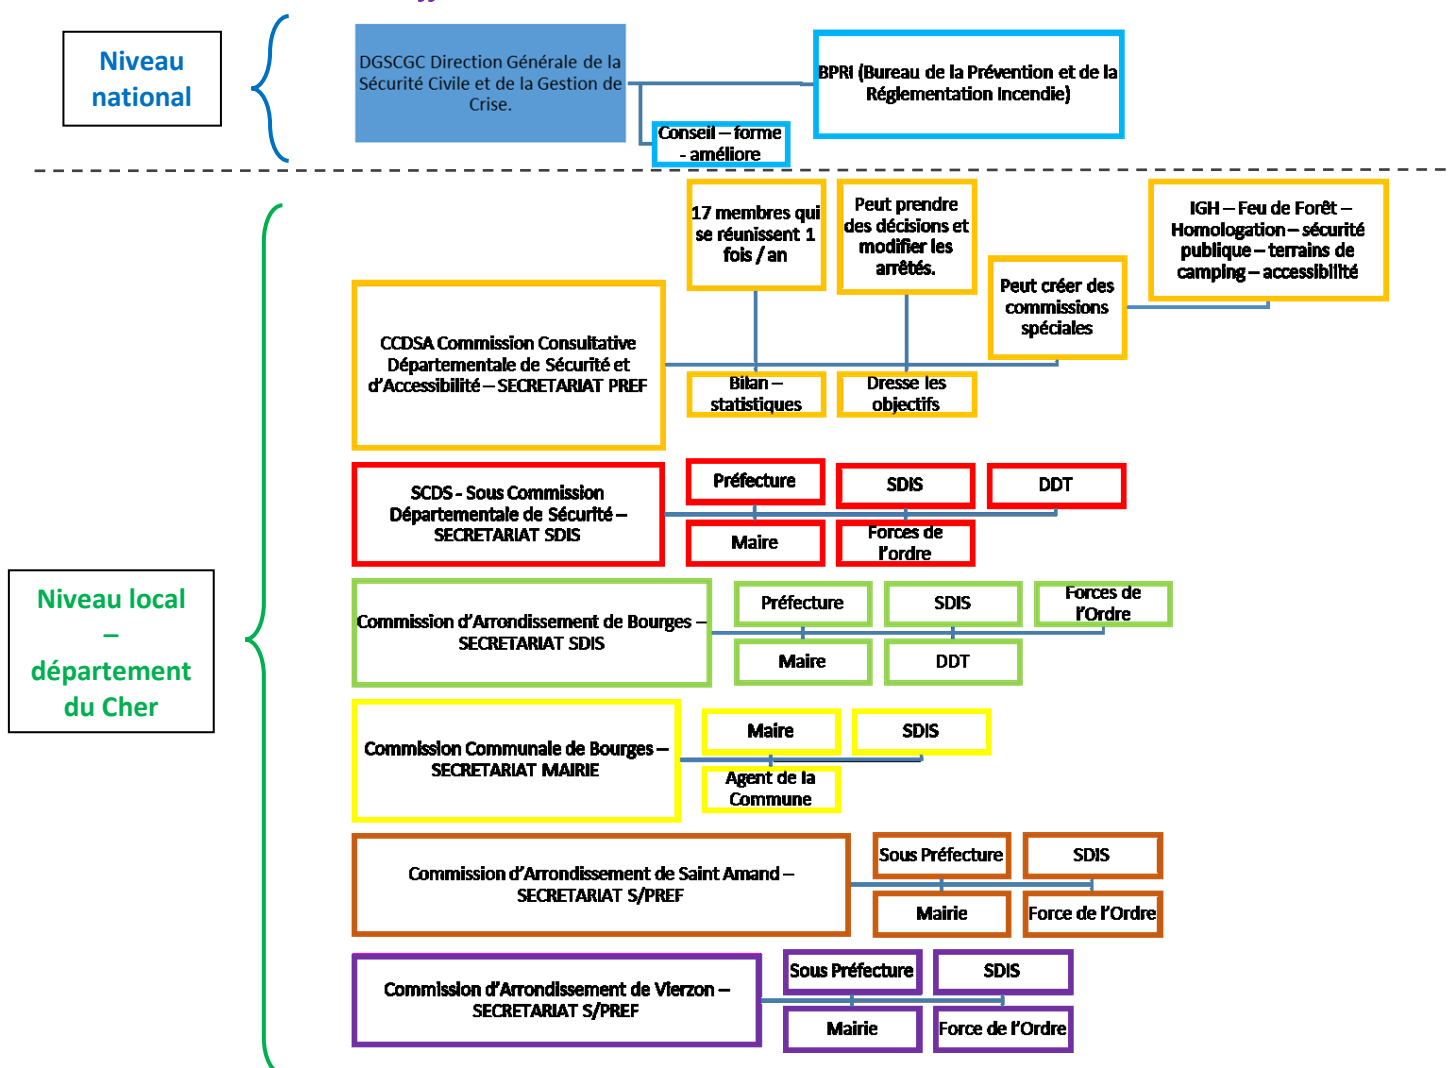 Niveau
national
DGSCGC Direction Générale de la
Sécurité Civile et de la Gestion de
Crise.
BPRI (Bureau de la Prévention et de la
Réglementation Incendie)
Conseil – forme
- améliore
Niveau local
–
département
du Cher
17 membres qui
se réunissent 1
fois / an
Peut prendre
des décisions et
modifier les
arrêtés.
IGH – Feu de Forêt –
Homologation – sécurité
publique – terrains de
camping – accessibilité
Peut créer des
commissions
spéciales
CCDSA Commission Consultative
Départementale de Sécurité et
d'Accessibilité – SECRETARIAT PREF
Bilan –
statistiques
Dresse les
objectifs
SCDS - Sous Commission
Départementale de Sécurité –
SECRETARIAT SDIS
Préfecture
SDIS
DDT
Maire
Forces de
l'ordre
Commission d'Arrondissement de Bourges –
SECRETARIAT SDIS
Préfecture
SDIS
Forces de
l'Ordre
Maire
DDT
Commission Communale de Bourges –
SECRETARIAT MAIRIE
Maire
SDIS
Agent de la
Commune
Commission d'Arrondissement de Saint Amand –
SECRETARIAT S/PREF
Sous Préfecture
SDIS
Mairie
Force de l'Ordre
Commission d'Arrondissement de Vierzon –
SECRETARIAT S/PREF
Sous Préfecture
SDIS
Mairie
Force de l'Ordre